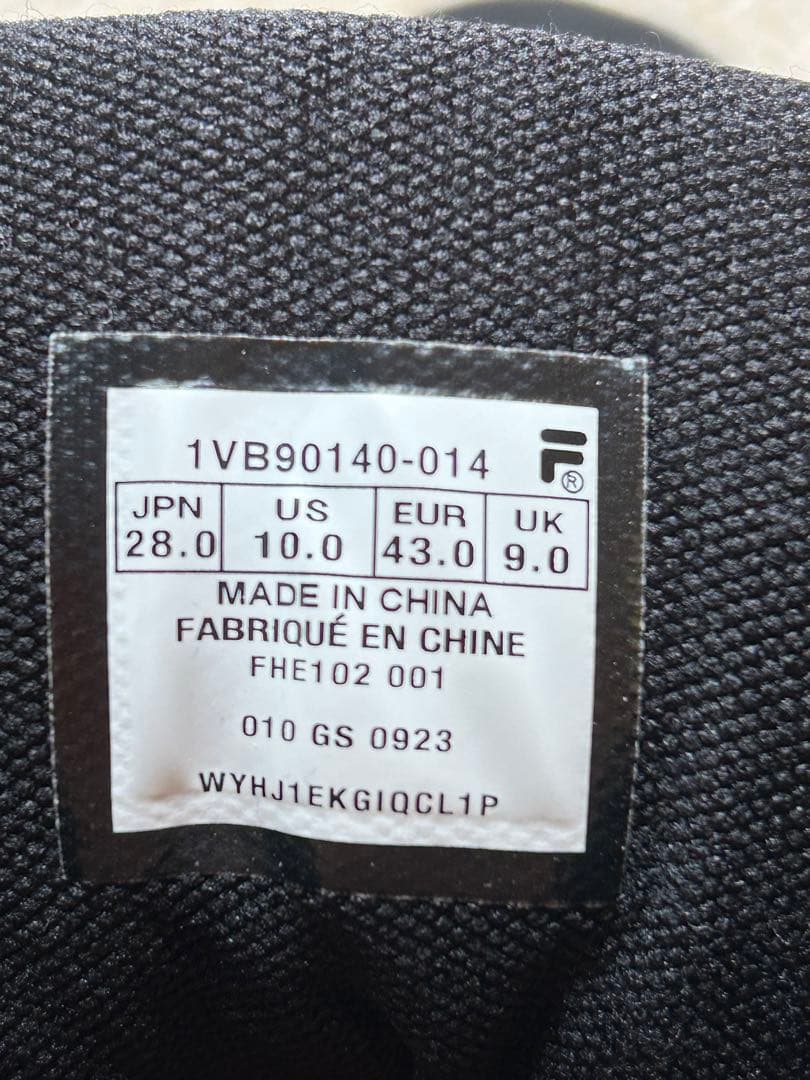 1VB90140-014
JPN US EUR UK
28.0 10.0 43.0 9.0
MADE IN CHINA
FABRIQUÉ EN CHINE
FHE102 001
010 GS 0923
WYHJ1EKGIQCL1P
F®